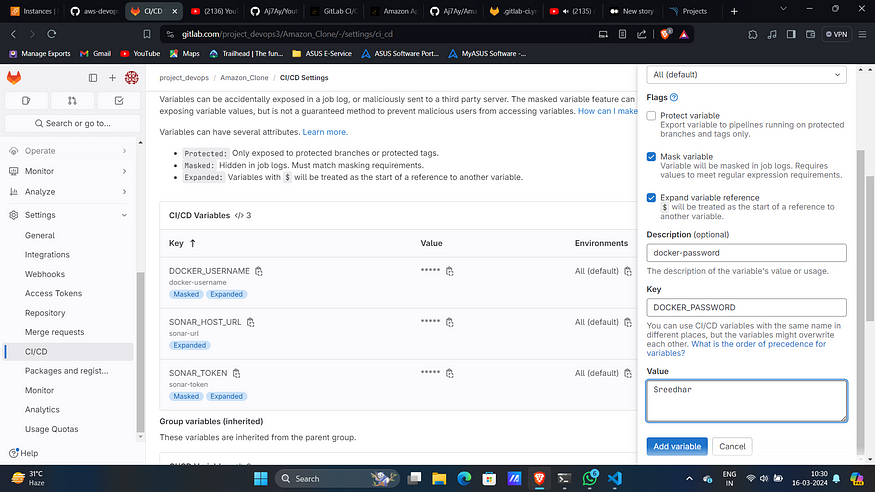 Instances |
aws-devop
CI/CD
(2136) You
Aj7Ay/You
GitLab CI/C
Amazon Ap
Aj7Ay/Ama
.gitlab-ci.yn
(2135) A
New story
Projects
gitlab.com/project_devops3/Amazon_Clone/-/settings/ci_cd
VPN
Manage Exports
Gmail
YouTube
Maps
Trailhead | The fun...
ASUS E-Service
ASUS Software Port...
MyASUS Software -...
project_devops / Amazon_Clone / CI/CD Settings
Search or go to...
Operate
Monitor
Analyze
Settings
General
Integrations
Webhooks
Access Tokens
Repository
Merge requests
CI/CD
Packages and regist...
Monitor
Analytics
Usage Quotas
Help
Variables can be accidentally exposed in a job log, or maliciously sent to a third party server. The masked variable feature can
exposing variable values, but is not a guaranteed method to prevent malicious users from accessing variables. How can I make
Variables can have several attributes. Learn more.
• Protected: Only exposed to protected branches or protected tags.
• Masked: Hidden in job logs. Must match masking requirements.
• Expanded: Variables with $ will be treated as the start of a reference to another variable.
CI/CD Variables </> 3
Key ↑ Value Environments
DOCKER_USERNAME ***** All (default)
docker-username
Masked Expanded
SONAR_HOST_URL ***** All (default)
sonar-url
Expanded
SONAR_TOKEN ***** All (default)
sonar-token
Masked Expanded
Group variables (inherited)
These variables are inherited from the parent group.
All (default)
Flags
Protect variable
Export variable to pipelines running on protected
branches and tags only.
Mask variable
Variable will be masked in job logs. Requires
values to meet regular expression requirements.
Expand variable reference
$ will be treated as the start of a reference to
another variable.
Description (optional)
docker-password
The description of the variable's value or usage.
Key
DOCKER_PASSWORD
You can use CI/CD variables with the same name in
different places, but the variables might overwrite
each other. What is the order of precedence for
variables?
Value
Sreedhar
Add variable
Cancel
31°C
Haze
Search
6
ENG
IN
10:30
16-03-2024